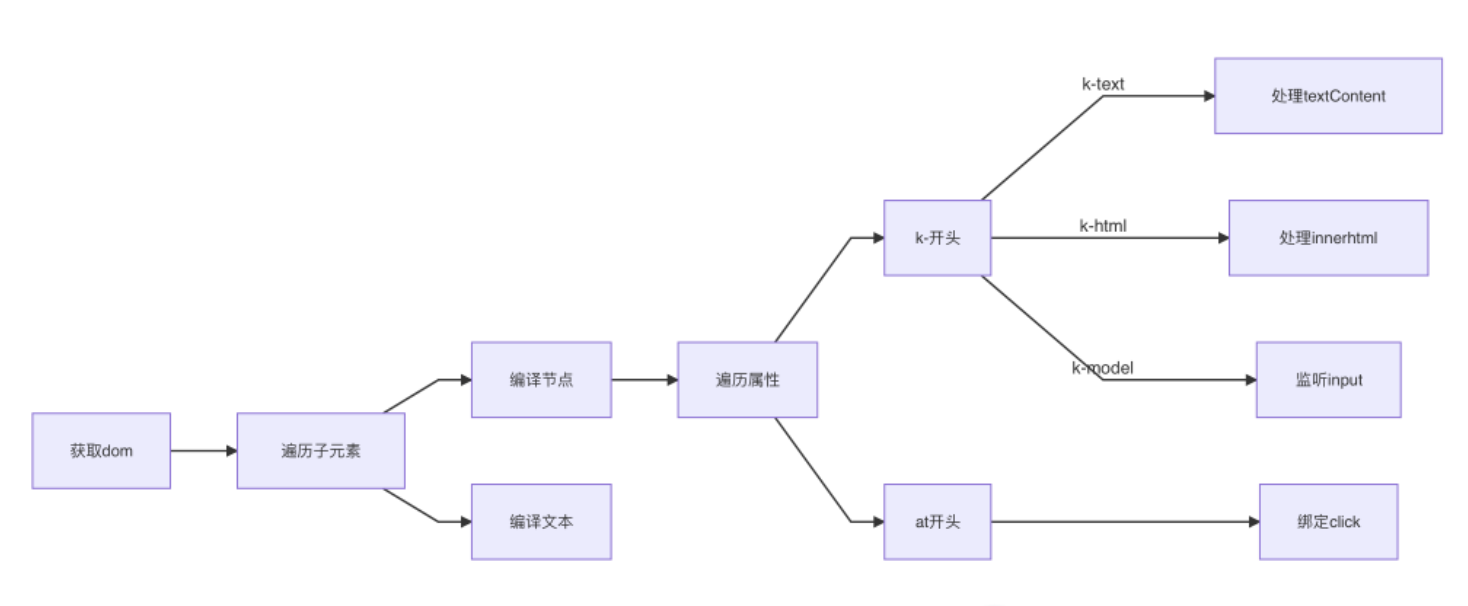 k-text
处理textContent
k-开头
k-html
处理innerhtml
编译节点
遍历属性
k-model
监听input
获取dom
遍历子元素
编译文本
at开头
绑定click